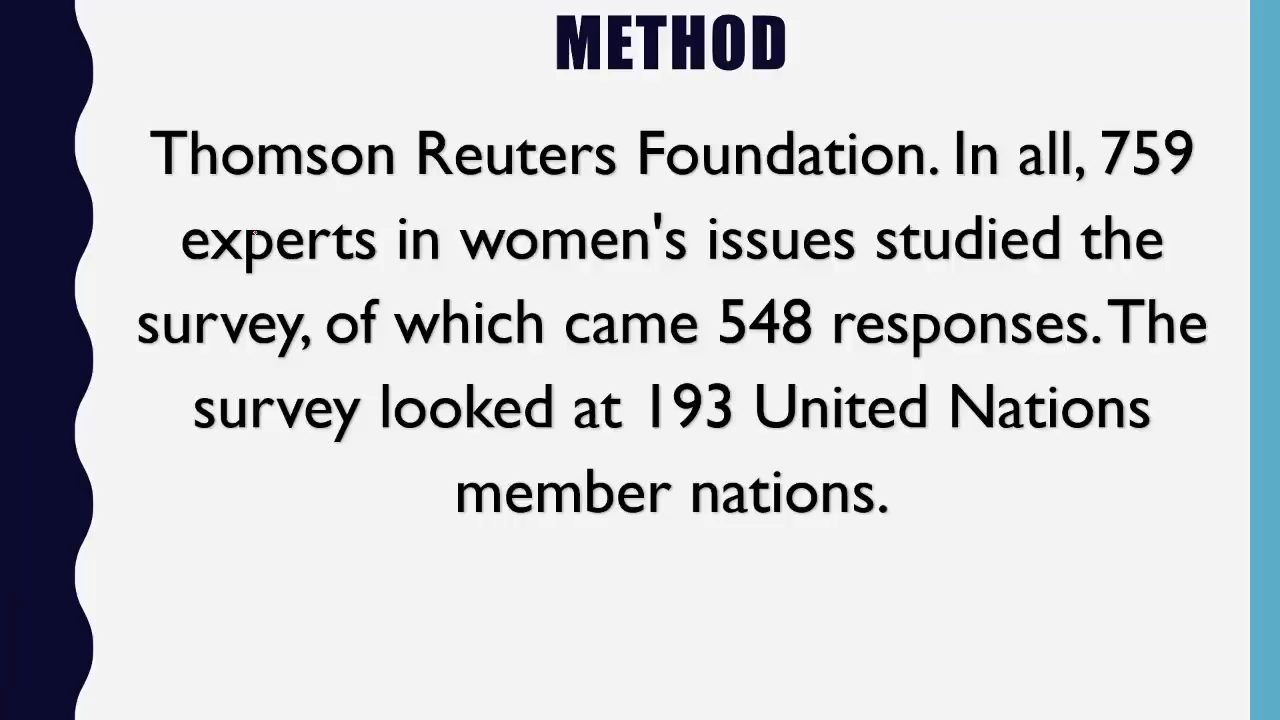 METHOD
Thomson Reuters Foundation. In all, 759
experts in women's issues studied the
survey, of which came 548 responses. The
survey looked at 193 United Nations
member nations.